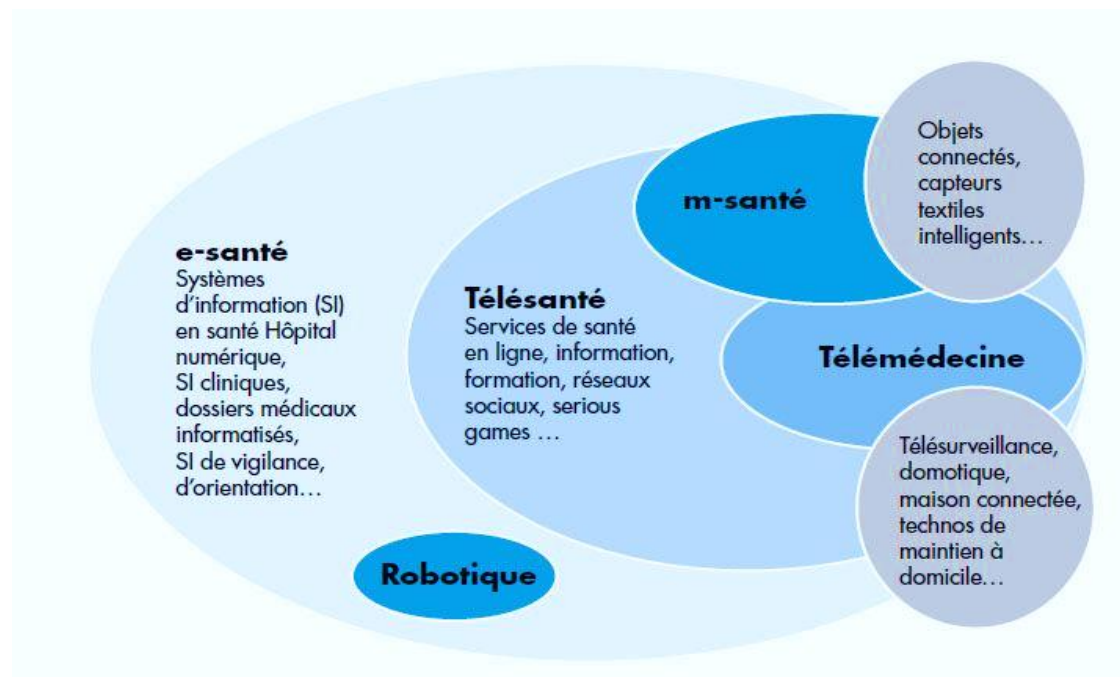 e-santé
Systèmes
d'information (SI)
en santé Hôpital
numérique,
SI cliniques,
dossiers médicaux
informatisés,
SI de vigilance,
d'orientation…
Télésanté
Services de santé
en ligne, information,
formation, réseaux
sociaux, serious
games …
m-santé
Objets
connectés,
capteurs
textiles
intelligents…
Télémédecine
Télésurveillance,
domotique,
maison connectée,
technos de
maintien à
domicile…
Robotique